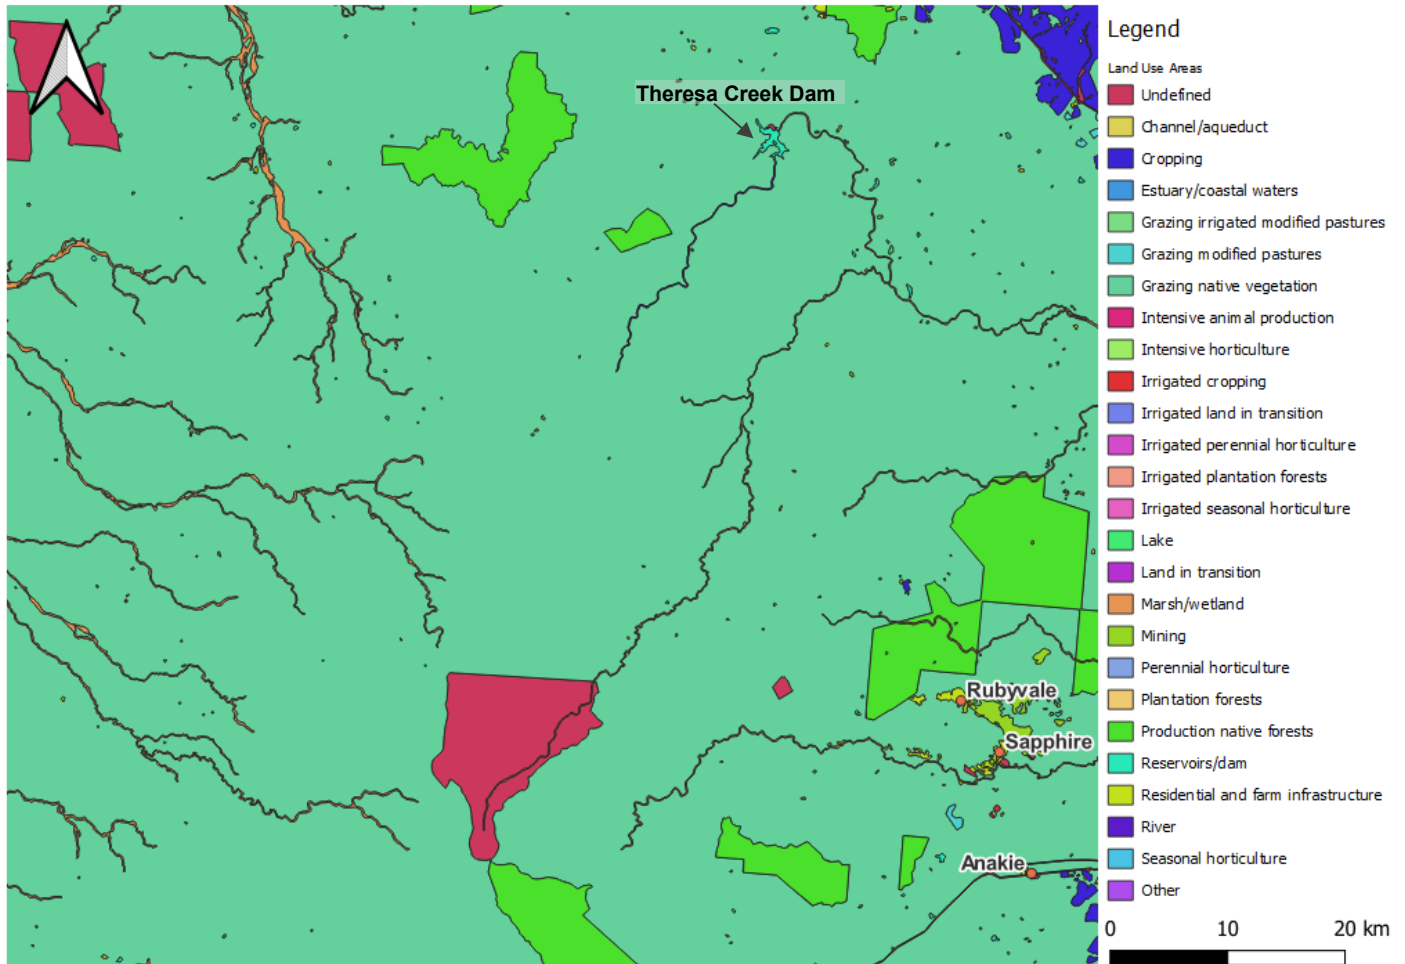 Theresa Creek Dam
Rubyvale
Sapphire
Anakie
Legend
Land Use Areas
Undefined
Channel/aqueduct
Cropping
Estuary/coastal waters
Grazing irrigated modified pastures
Grazing modified pastures
Grazing native vegetation
Intensive animal production
Intensive horticulture
Irrigated cropping
Irrigated land in transition
Irrigated perennial horticulture
Irrigated plantation forests
Irrigated seasonal horticulture
Lake
Land in transition
Marsh/wetland
Mining
Perennial horticulture
Plantation forests
Production native forests
Reservoirs/dam
Residential and farm infrastructure
River
Seasonal horticulture
Other
0 10 20 km